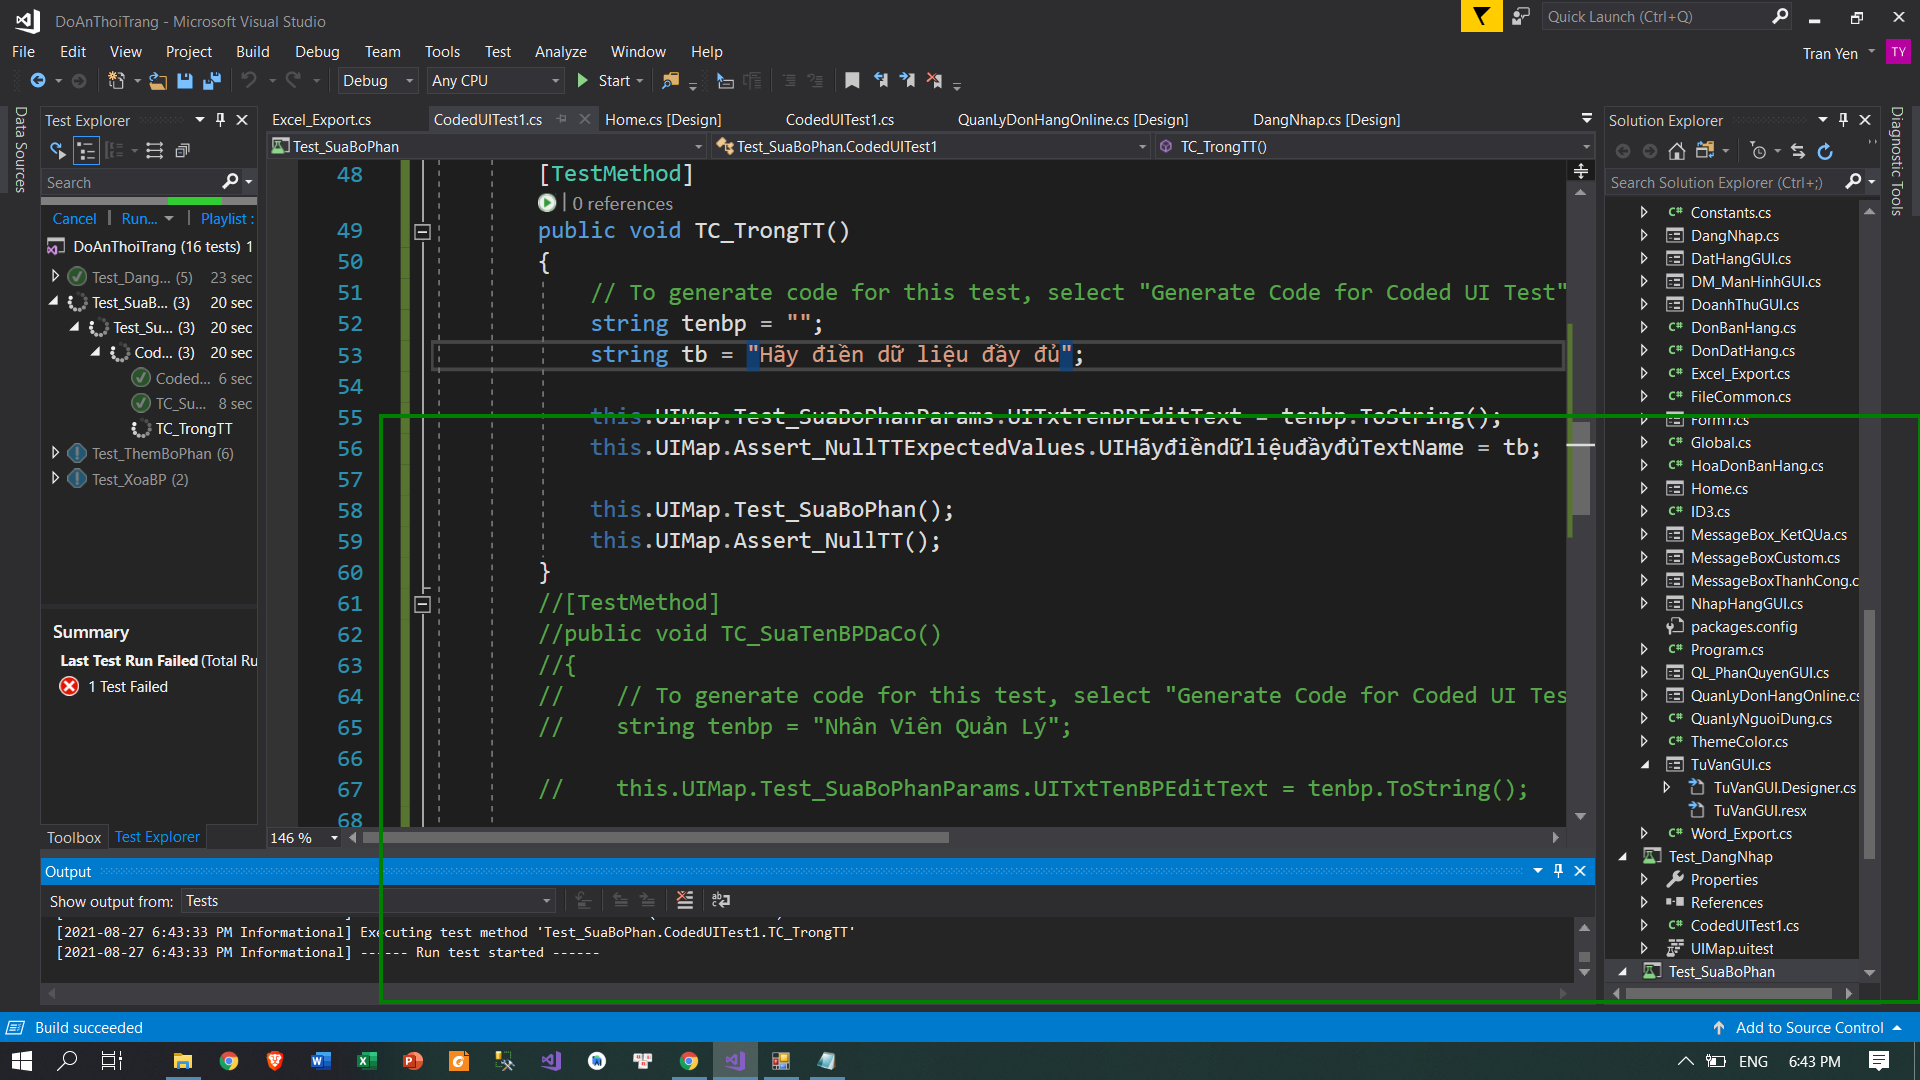 DoAnThoiTrang - Microsoft Visual Studio
Quick Launch (Ctrl+Q)
File Edit View Project Build Debug Team Tools Test Analyze Window Help
Tran Yen TY
Debug Any CPU Start
Data Sources
Test Explorer
Search
Cancel Run... Playlist :
DoAnThoiTrang (16 tests) 1
Test_Dang... (5) 23 sec
Test_SuaB... (3) 20 sec
Test_Su... (3) 20 sec
Cod... (3) 20 sec
Coded... 6 sec
TC_Su... 8 sec
TC_TrongTT
Test_ThemBoPhan (6)
Test_XoaBP (2)
Summary
Last Test Run Failed (Total Ru
1 Test Failed
Toolbox Test Explorer
Excel_Export.cs CodedUITest1.cs Home.cs [Design] CodedUITest1.cs QuanLyDonHangOnline.cs [Design] DangNhap.cs [Design]
Test_SuaBoPhan Test_SuaBoPhan.CodedUITest1 TC_TrongTT()
48 [TestMethod]
0 references
49 public void TC_TrongTT()
50 {
51 // To generate code for this test, select "Generate Code for Coded UI Test"
52 string tenbp = "";
53 string tb = "Hãy điền dữ liệu đầy đủ";
54
55 this.UIMap.Test_SuaBoPhanParams.UITxtTenBPEditText = tenbp.ToString();
56 this.UIMap.Assert_NullTTExpectedValues.UIHãyđiềndữliệuđầyđủTextName = tb;
57
58 this.UIMap.Test_SuaBoPhan();
59 this.UIMap.Assert_NullTT();
60 }
61 //[TestMethod]
62 //public void TC_SuaTenBPDaCo()
63 //{
64 // // To generate code for this test, select "Generate Code for Coded UI Tes
65 // string tenbp = "Nhân Viên Quản Lý";
66
67 // this.UIMap.Test_SuaBoPhanParams.UITxtTenBPEditText = tenbp.ToString();
68
146 %
Output
Show output from: Tests
[2021-08-27 6:43:33 PM Informational] Executing test method 'Test_SuaBoPhan.CodedUITest1.TC_TrongTT'
[2021-08-27 6:43:33 PM Informational] ------ Run test started ------
Solution Explorer
Search Solution Explorer (Ctrl+;)
C# Constants.cs
DangNhap.cs
DatHangGUI.cs
DM_ManHinhGUI.cs
DoanhThuGUI.cs
DonBanHang.cs
DonDatHang.cs
C# Excel_Export.cs
C# FileCommon.cs
Form1.cs
C# Global.cs
HoaDonBanHang.cs
Home.cs
C# ID3.cs
MessageBox_KetQUa.cs
MessageBoxCustom.cs
MessageBoxThanhCong.c
NhapHangGUI.cs
packages.config
C# Program.cs
QL_PhanQuyenGUI.cs
QuanLyDonHangOnline.cs
QuanLyNguoiDung.cs
C# ThemeColor.cs
TuVanGUI.cs
TuVanGUI.Designer.cs
TuVanGUI.resx
C# Word_Export.cs
Test_DangNhap
Properties
References
C# CodedUITest1.cs
UIMap.uitest
Test_SuaBoPhan
Diagnostic Tools
Build succeeded
Add to Source Control
ENG 6:43 PM